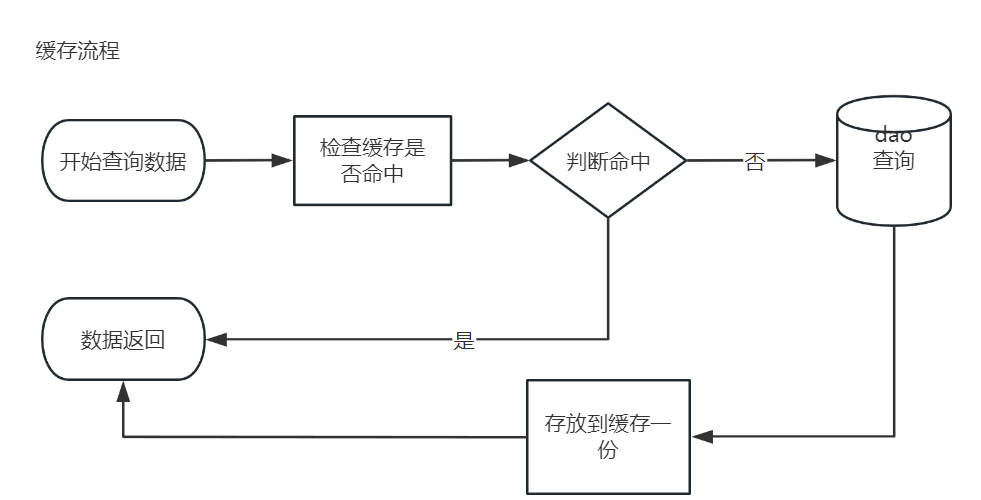 缓存流程
开始查询数据
检查缓存是
否命中
判断命中
否
dao
查询
数据返回
是
存放到缓存一
份